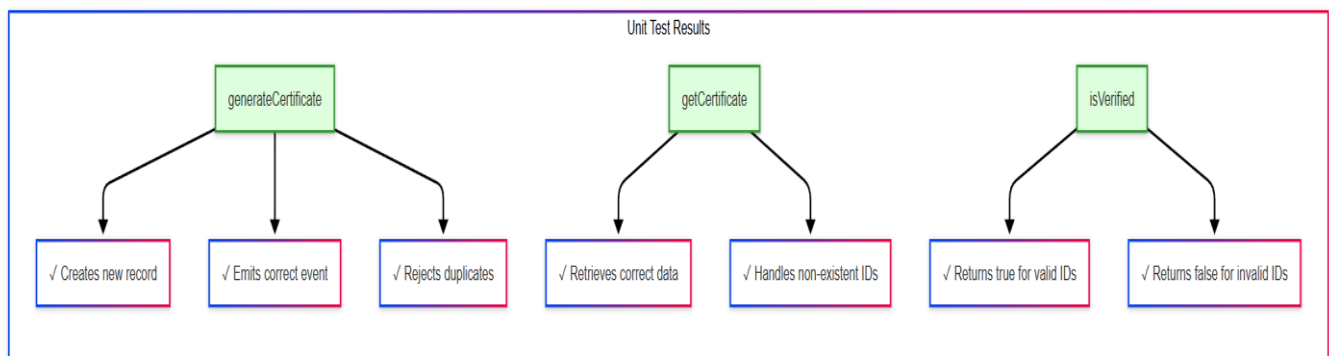 Unit Test Results
generateCertificate
getCertificate
isVerified
√ Creates new record
√ Emits correct event
√ Rejects duplicates
√ Retrieves correct data
√ Handles non-existent IDs
√ Returns true for valid IDs
√ Returns false for invalid IDs